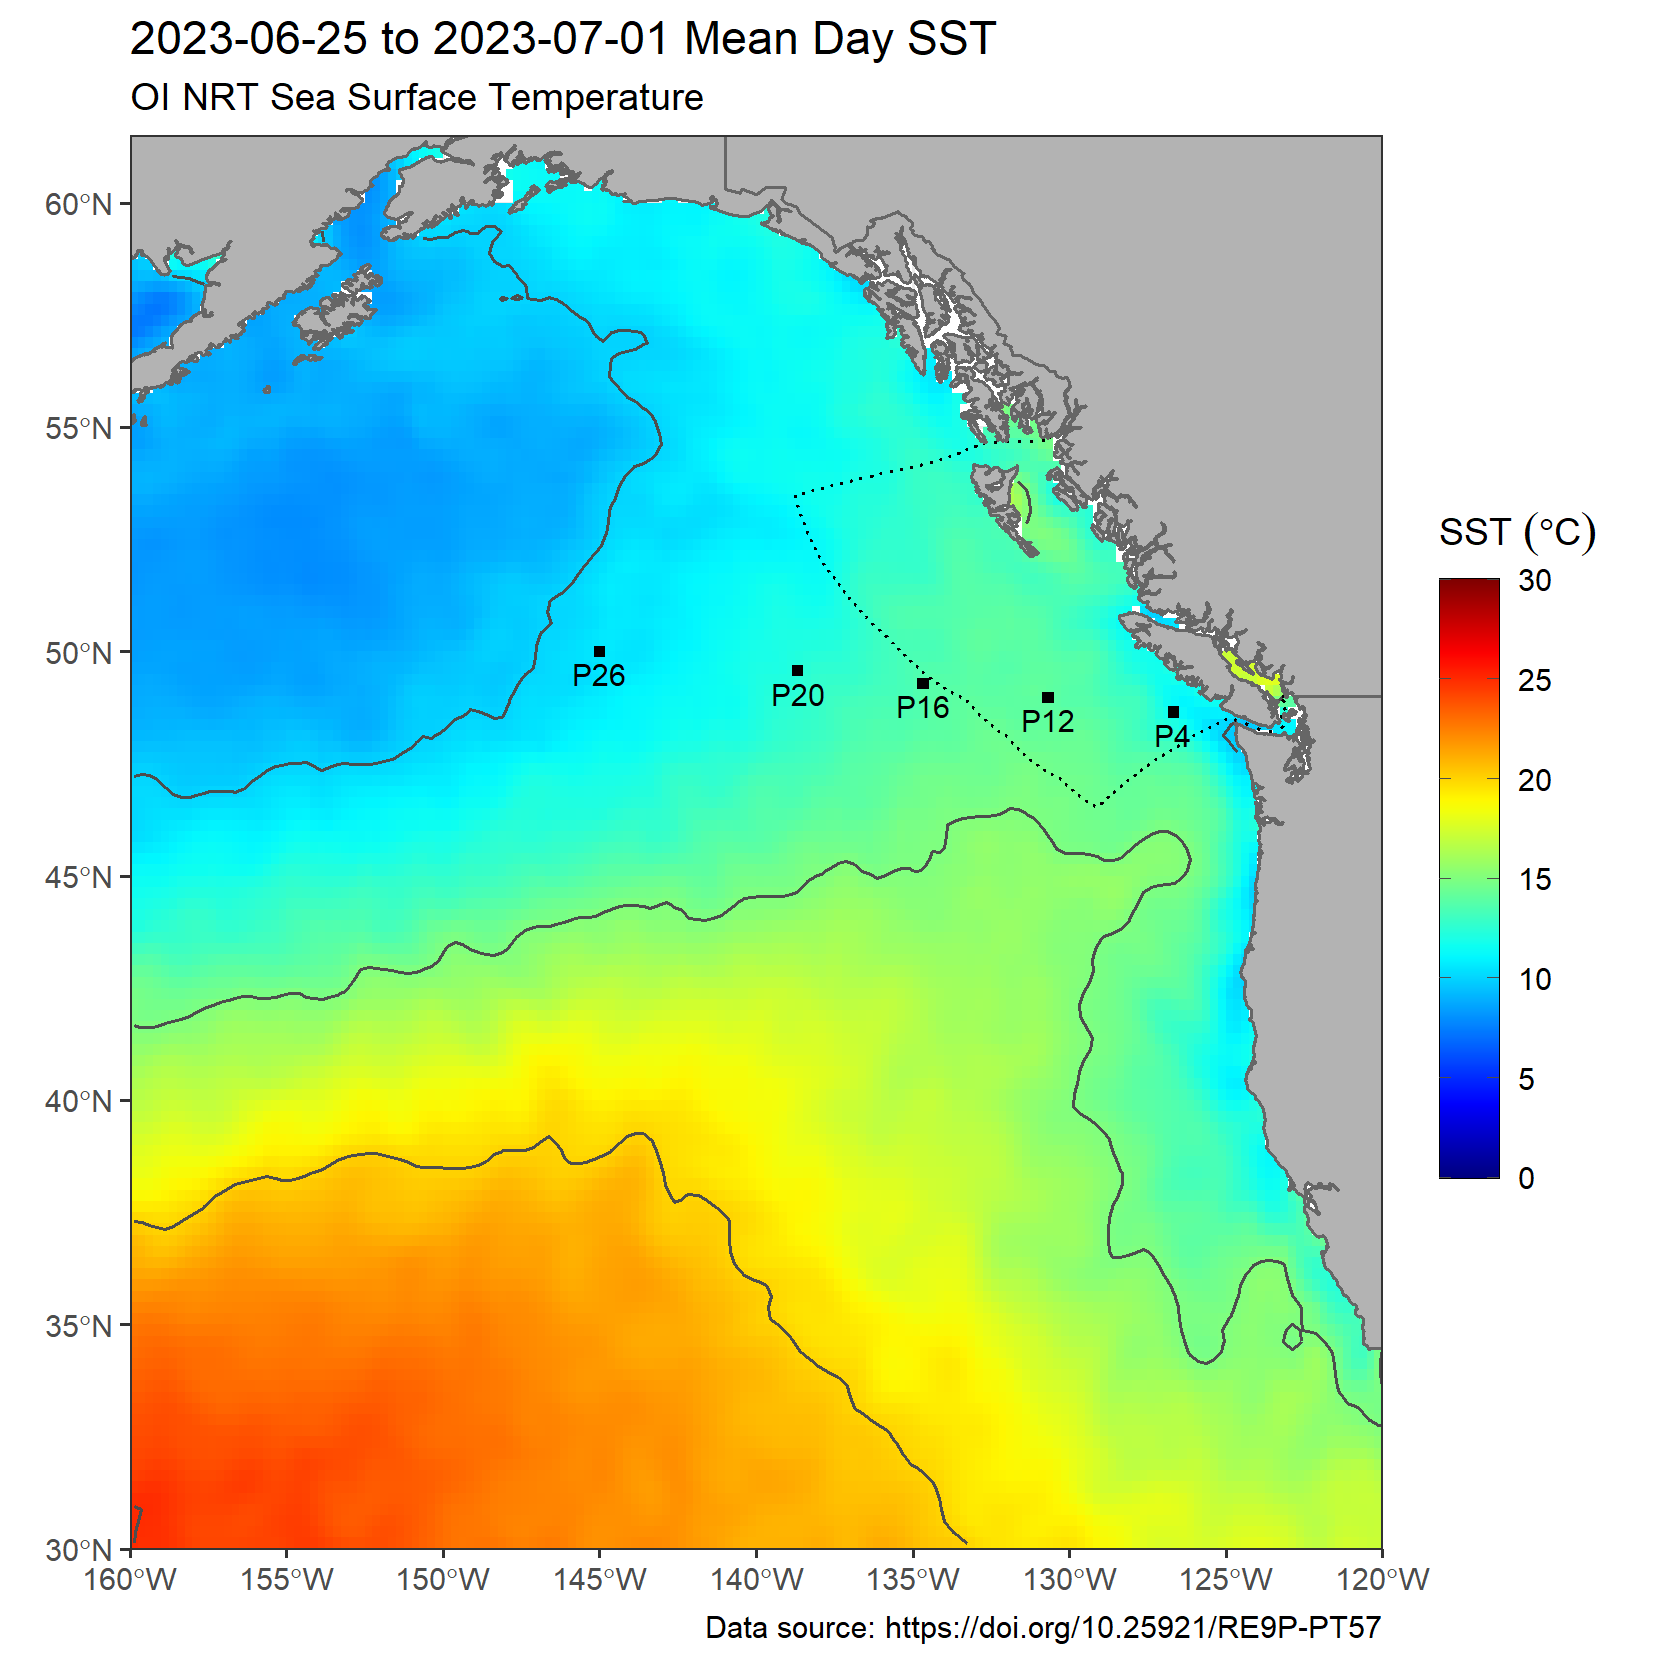 2023-06-25 to 2023-07-01 Mean Day SST
OI NRT Sea Surface Temperature
60°N
55°N
50°N
45°N
40°N
35°N
30°N
P26
P20
P16
P12
P4
160°W
155°W
150°W
145°W
140°W
135°W
130°W
125°W
120°W
SST (°C)
30
25
20
15
10
5
0
Data source: https://doi.org/10.25921/RE9P-PT57